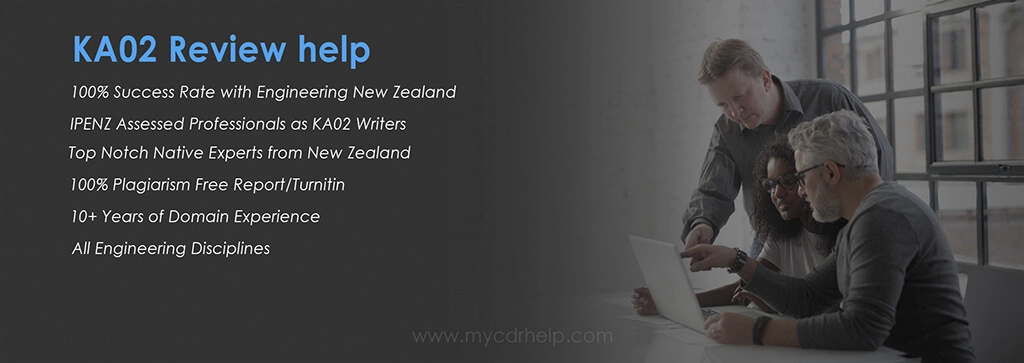 KA02 Review help
100% Success Rate with Engineering New Zealand
IPENZ Assessed Professionals as KA02 Writers
Top Notch Native Experts from New Zealand
100% Plagiarism Free Report/Turnitin
10+ Years of Domain Experience
All Engineering Disciplines
www.mycdrhelp.com